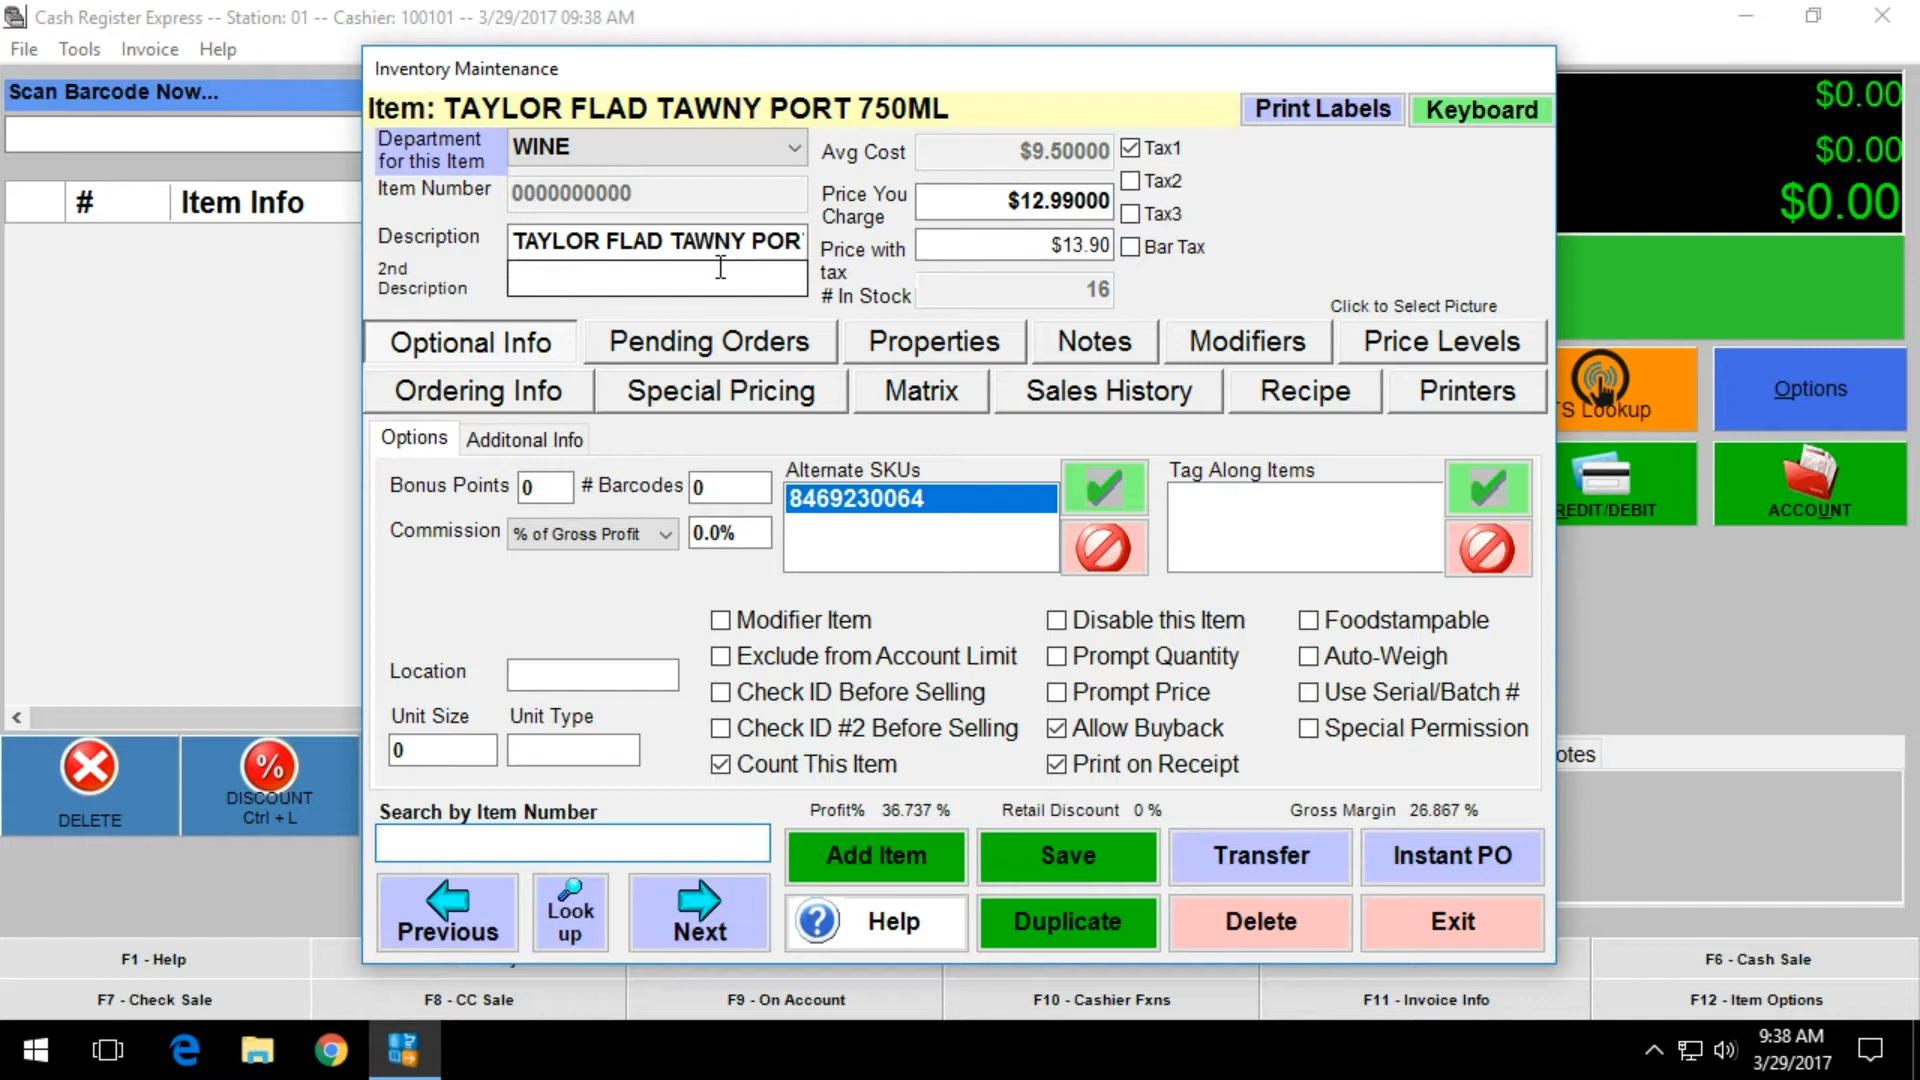 Cash Register Express -- Station: 01 -- Cashier: 100101 -- 3/29/2017 09:38 AM
File Tools Invoice Help
Scan Barcode Now...
# Item Info
$0.00
$0.00
$0.00
Inventory Maintenance
Item: TAYLOR FLAD TAWNY PORT 750ML
Print Labels
Keyboard
Department for this Item
WINE
Item Number
0000000000
Description
TAYLOR FLAD TAWNY POR
2nd Description
Avg Cost
$9.50000
Price You Charge
$12.99000
Price with tax
$13.90
# In Stock
16
Tax1
Tax2
Tax3
Bar Tax
Click to Select Picture
Optional Info Pending Orders Properties Notes Modifiers Price Levels
Ordering Info Special Pricing Matrix Sales History Recipe Printers
Options Additonal Info
Bonus Points 0 # Barcodes 0
Commission % of Gross Profit 0.0%
Alternate SKUs
8469230064
Tag Along Items
Location
Unit Size Unit Type
0
Modifier Item
Exclude from Account Limit
Check ID Before Selling
Check ID #2 Before Selling
Count This Item
Disable this Item
Prompt Quantity
Prompt Price
Allow Buyback
Print on Receipt
Foodstampable
Auto-Weigh
Use Serial/Batch #
Special Permission
Search by Item Number
Profit% 36.737 % Retail Discount 0 % Gross Margin 26.867 %
Add Item Save Transfer Instant PO
Previous Look up Next
Help Duplicate Delete Exit
S Lookup
Options
REDIT/DEBIT
ACCOUNT
otes
DELETE
DISCOUNT
Ctrl + L
F1 - Help
F6 - Cash Sale
F7 - Check Sale F8 - CC Sale F9 - On Account F10 - Cashier Fxns F11 - Invoice Info F12 - Item Options
9:38 AM
3/29/2017